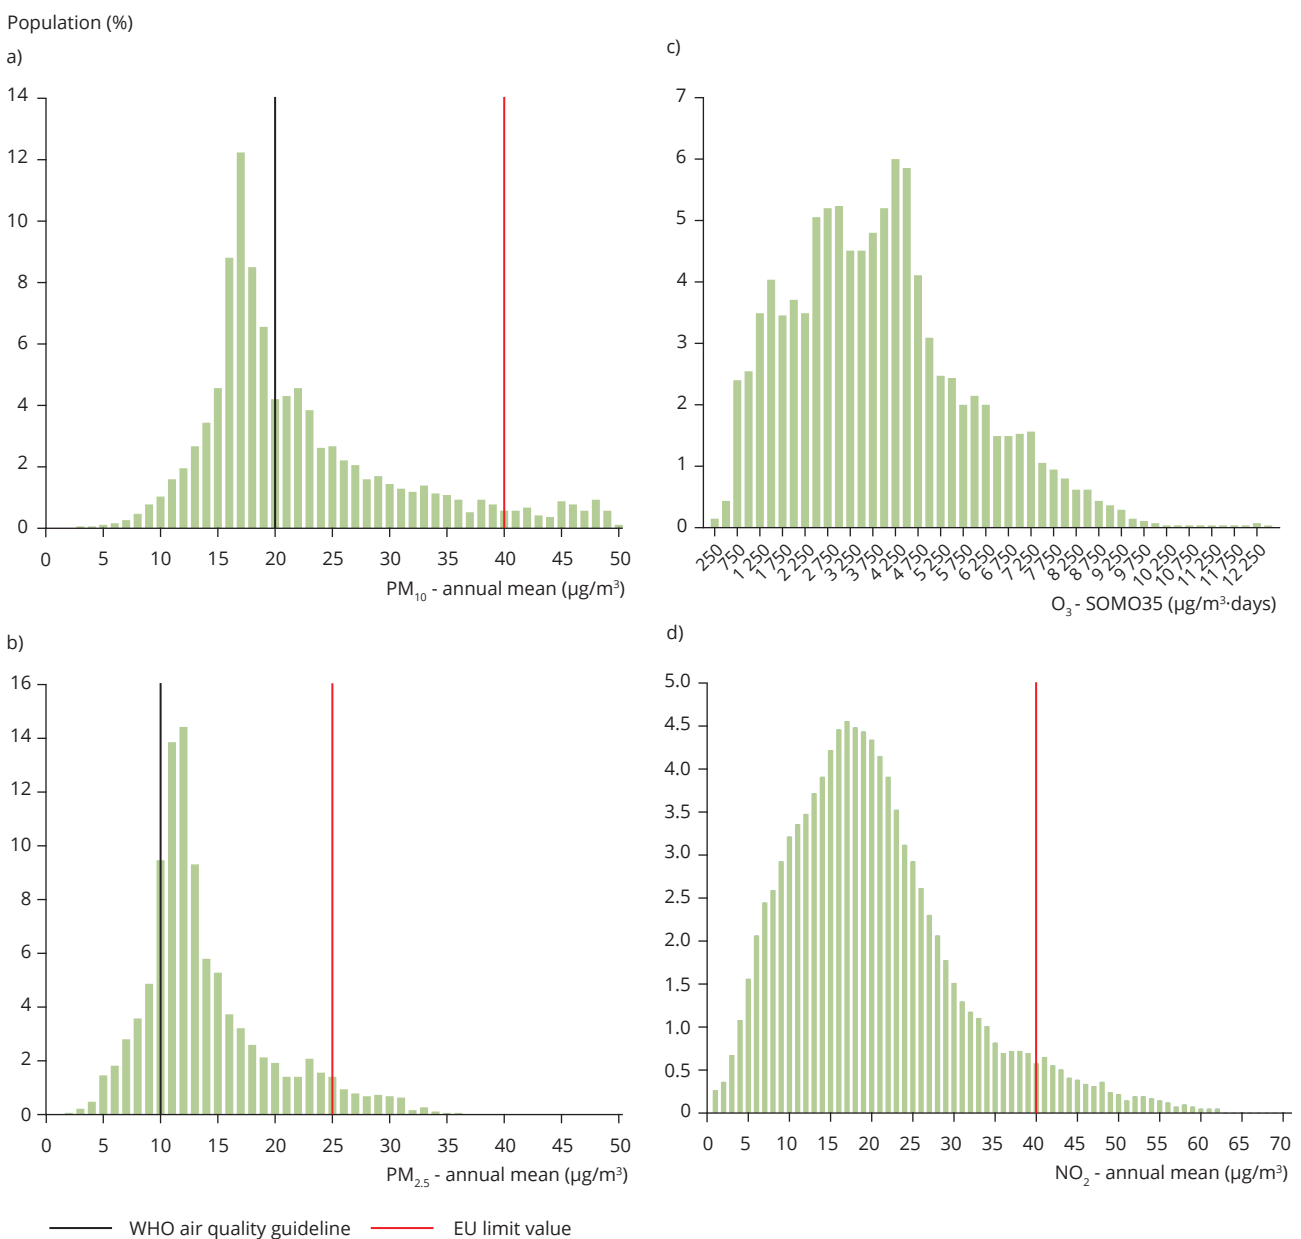 Population (%)
a)
14
12
10
8
6
4
2
0
0 5 10 15 20 25 30 35 40 45 50
PM10 - annual mean (µg/m3)
b)
16
14
12
10
8
6
4
2
0
0 5 10 15 20 25 30 35 40 45 50
PM2.5 - annual mean (µg/m3)
c)
7
6
5
4
3
2
1
0
250 750 1 250 1 750 2 250 2 750 3 250 3 750 4 250 4 750 5 250 5 750 6 250 6 750 7 250 7 750 8 250 8 750 9 250 9 750 10 250 10 750 11 250 11 750 12 250
O3 - SOMO35 (µg/m3·days)
d)
5.0
4.5
4.0
3.5
3.0
2.5
2.0
1.5
1.0
0.5
0
0 5 10 15 20 25 30 35 40 45 50 55 60 65 70
NO2 - annual mean (µg/m3)
WHO air quality guideline EU limit value